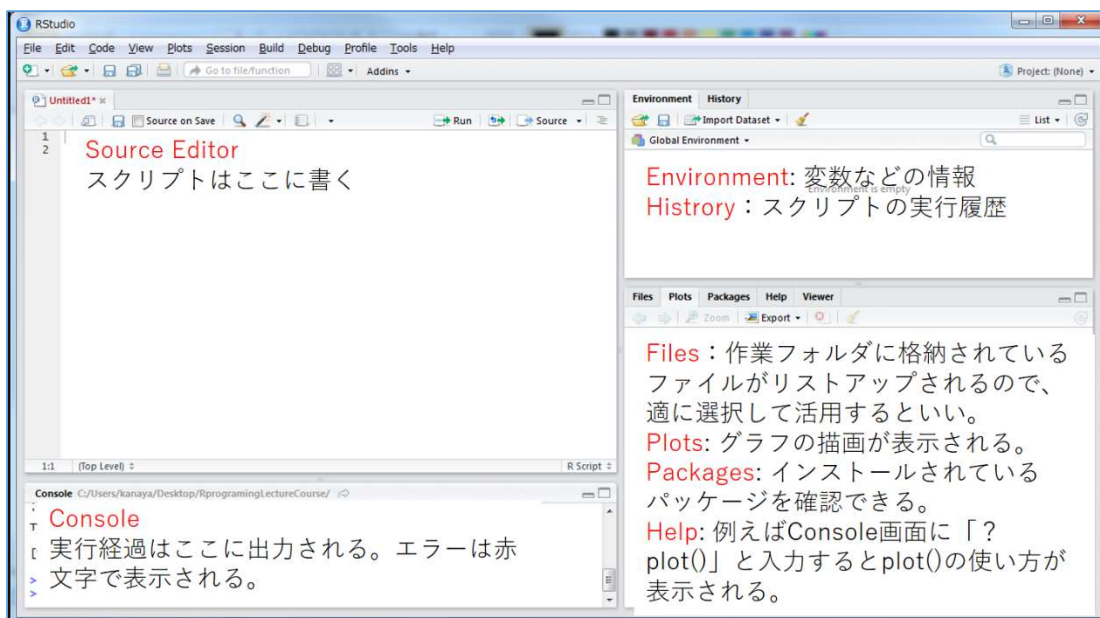 RStudio
File Edit Code View Plots Session Build Debug Profile Tools Help
Go to file/function Addins Project: (None)
Untitled1*
Source on Save Run Source
1
2
Source Editor
スクリプトはここに書く
1:1 (Top Level) R Script
Console C:/Users/kanaya/Desktop/RprogramingLectureCourse/
Console
実行経過はここに出力される。エラーは赤
文字で表示される。
>
>
Environment History
Import Dataset List
Global Environment
Environment is empty
Environment: 変数などの情報
Histrory：スクリプトの実行履歴
Files Plots Packages Help Viewer
Zoom Export
Files：作業フォルダに格納されている
ファイルがリストアップされるので、
適に選択して活用するといい。
Plots: グラフの描画が表示される。
Packages: インストールされている
パッケージを確認できる。
Help: 例えばConsole画面に「？
plot()」と入力するとplot()の使い方が
表示される。